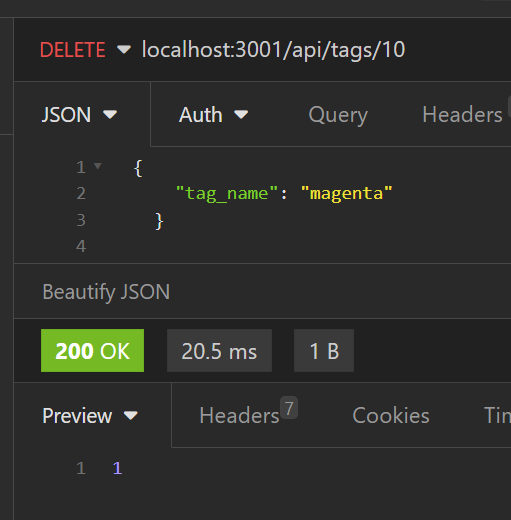 DELETE localhost:3001/api/tags/10
JSON Auth Query Headers
1 {
2 "tag_name": "magenta"
3 }
4
Beautify JSON
200 OK 20.5 ms 1 B
Preview Headers 7 Cookies
1 1